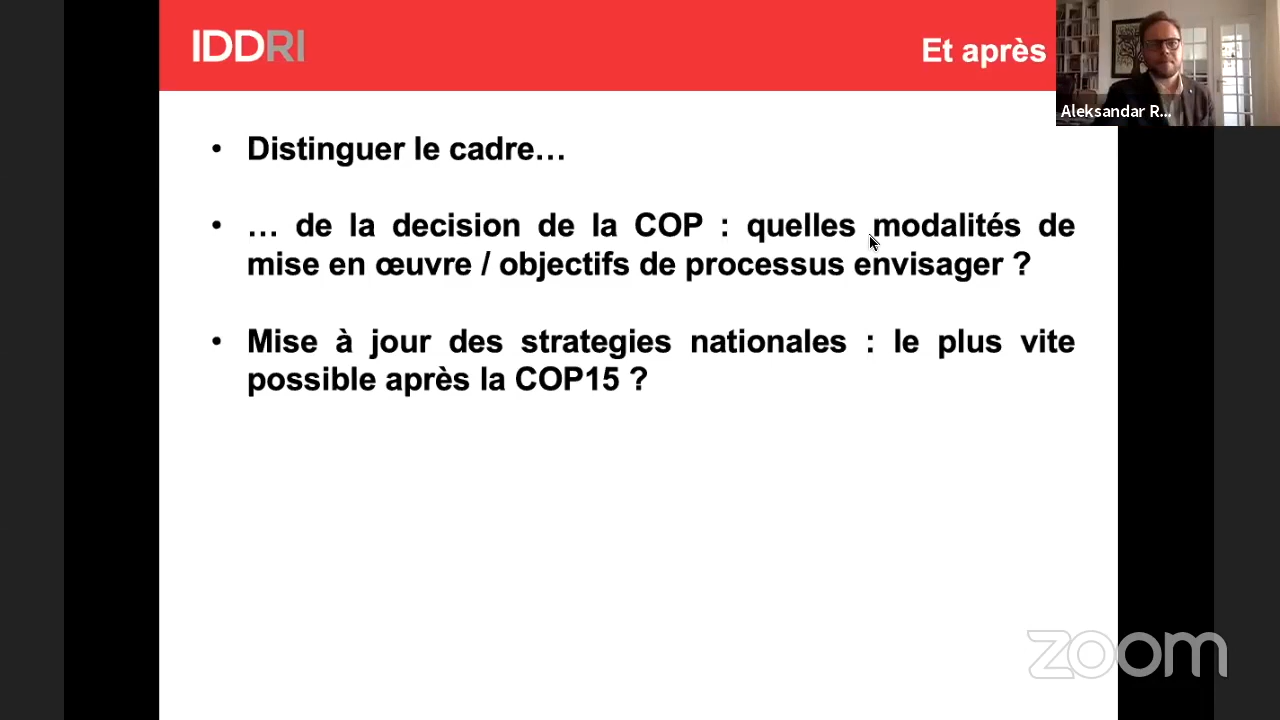 IDDRI
Et après
Aleksandar R...
• Distinguer le cadre…
• … de la decision de la COP : quelles modalités de
mise en œuvre / objectifs de processus envisager ?
• Mise à jour des strategies nationales : le plus vite
possible après la COP15 ?
zoom